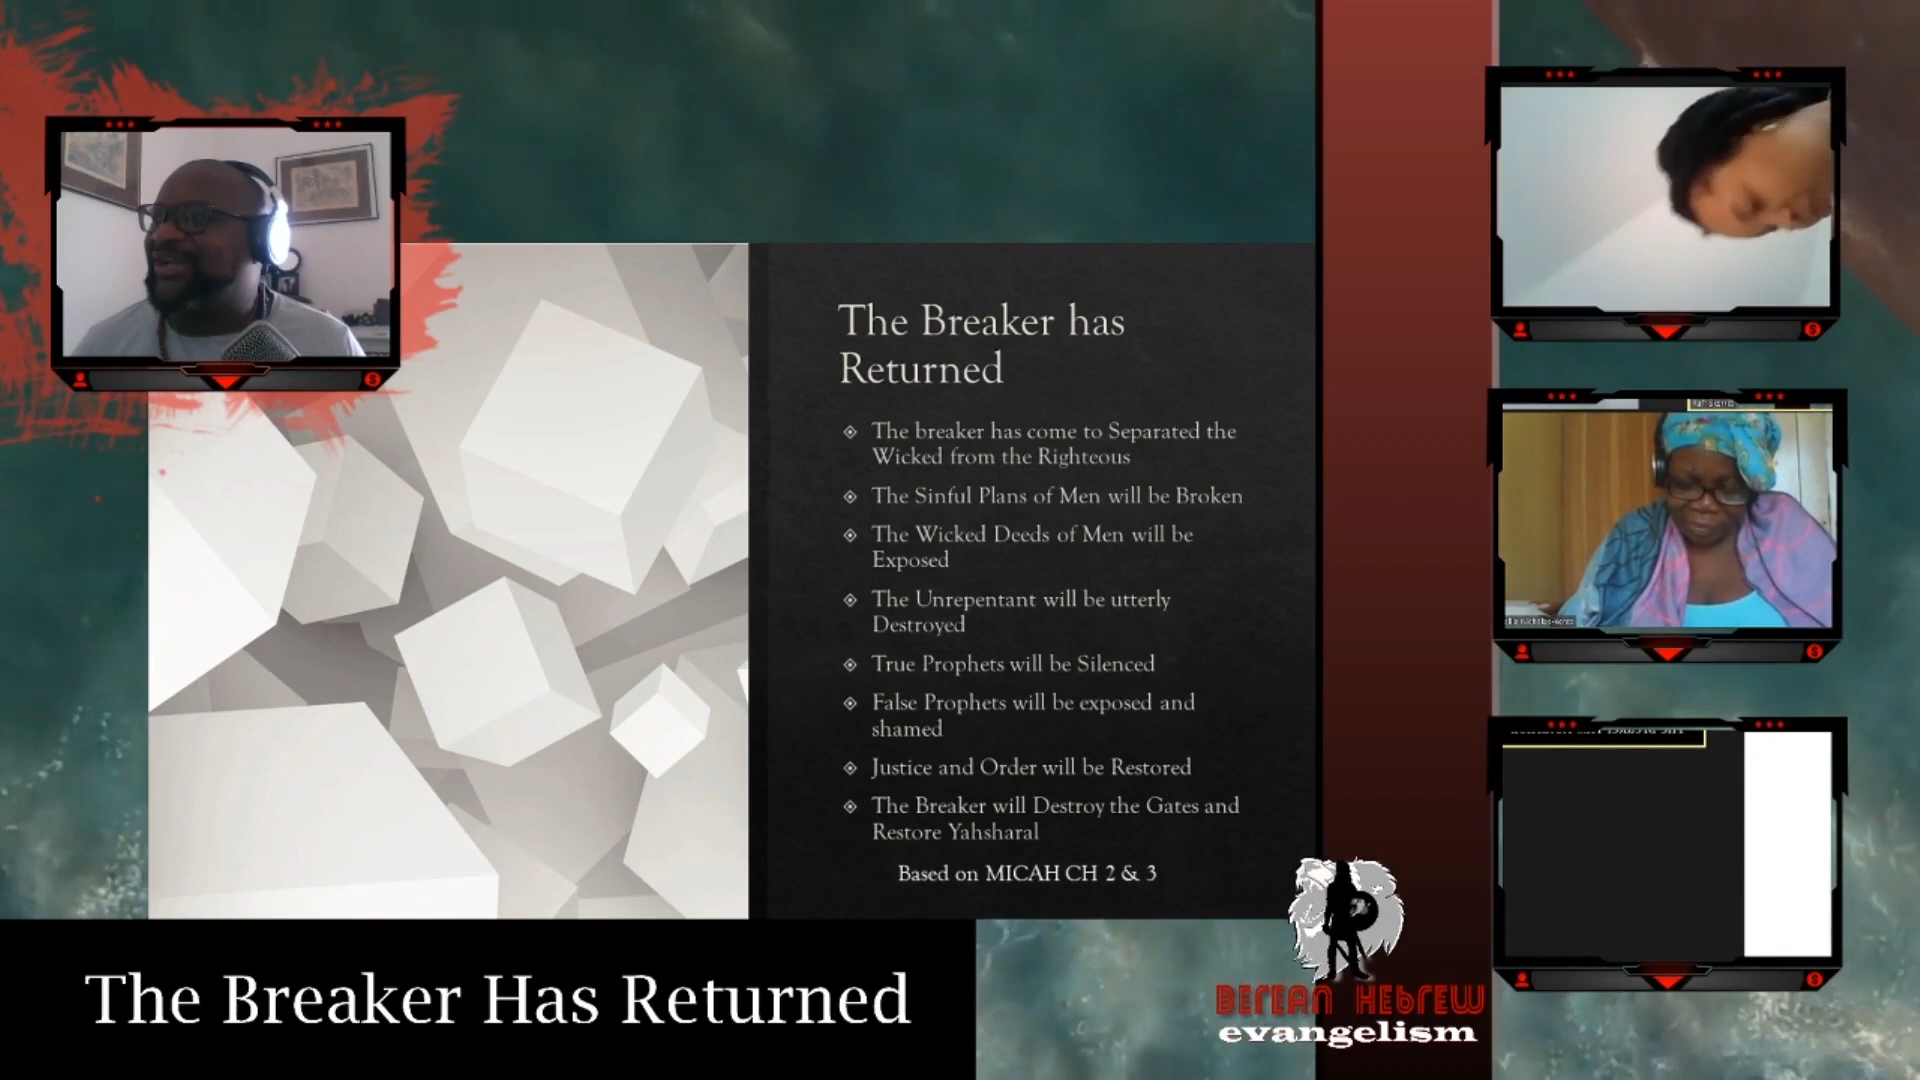 The Breaker has
Returned
The breaker has come to Separated the
Wicked from the Righteous
The Sinful Plans of Men will be Broken
The Wicked Deeds of Men will be
Exposed
The Unrepentant will be utterly
Destroyed
True Prophets will be Silenced
False Prophets will be exposed and
shamed
Justice and Order will be Restored
The Breaker will Destroy the Gates and
Restore Yahsharal
Based on MICAH CH 2 & 3
The Breaker Has Returned
BEREAN HEBREW
evangelism